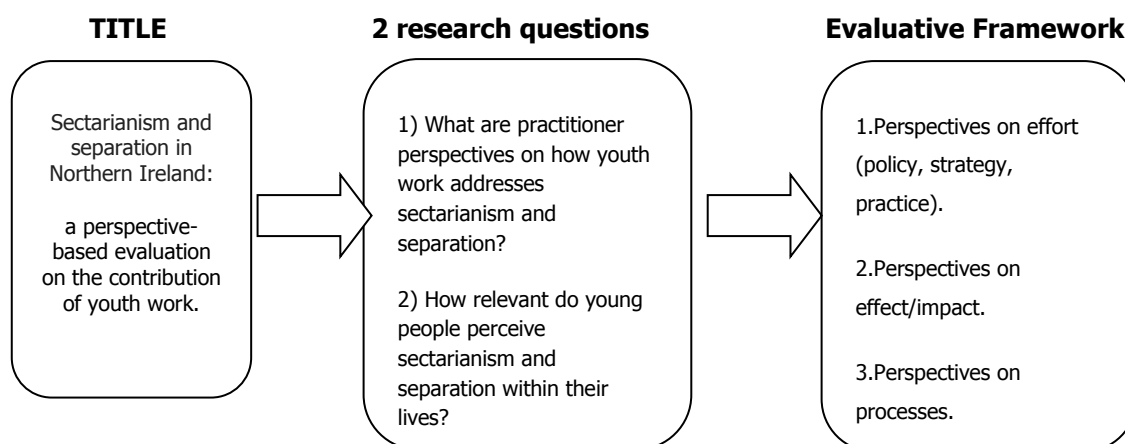 TITLE
Sectarianism and
separation in
Northern Ireland:
a perspective-
based evaluation
on the contribution
of youth work.
2 research questions
1) What are practitioner
perspectives on how youth
work addresses
sectarianism and
separation?
2) How relevant do young
people perceive
sectarianism and
separation within their
lives?
Evaluative Framework
1.Perspectives on effort
(policy, strategy,
practice).
2.Perspectives on
effect/impact.
3.Perspectives on
processes.